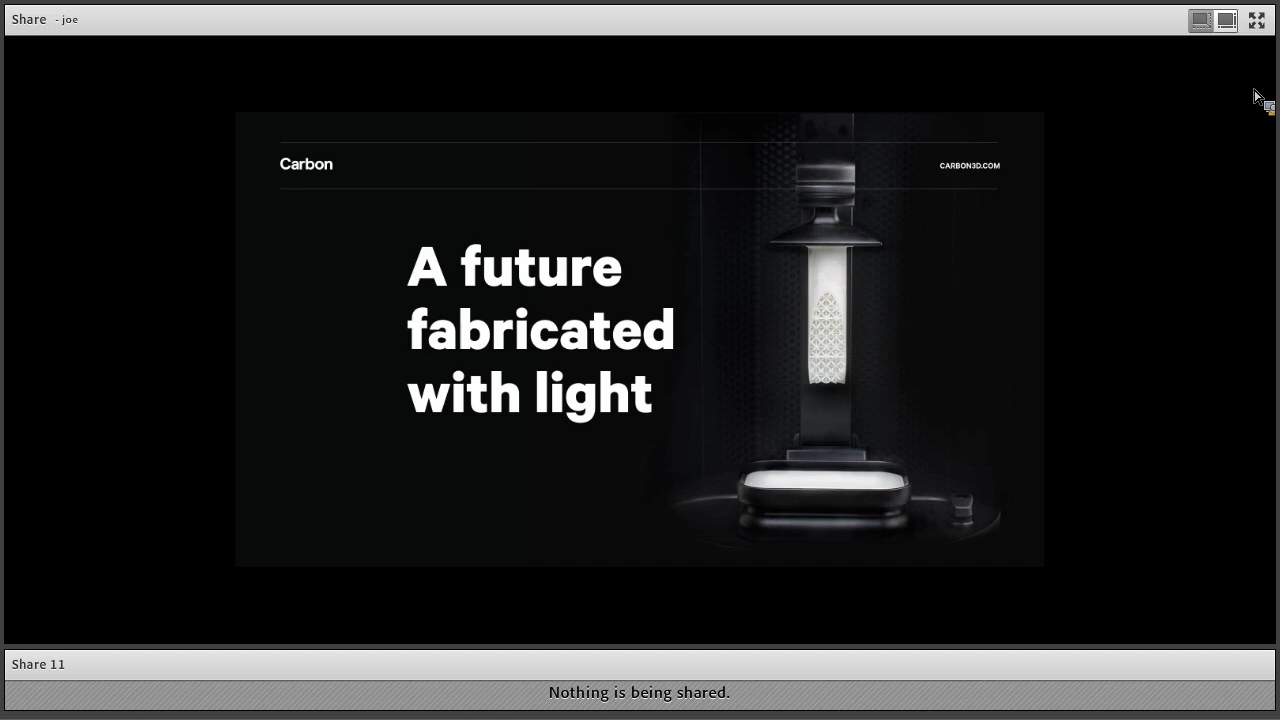 Share - joe
Carbon
CARBON3D.COM
A future
fabricated
with light
Share 11
Nothing is being shared.